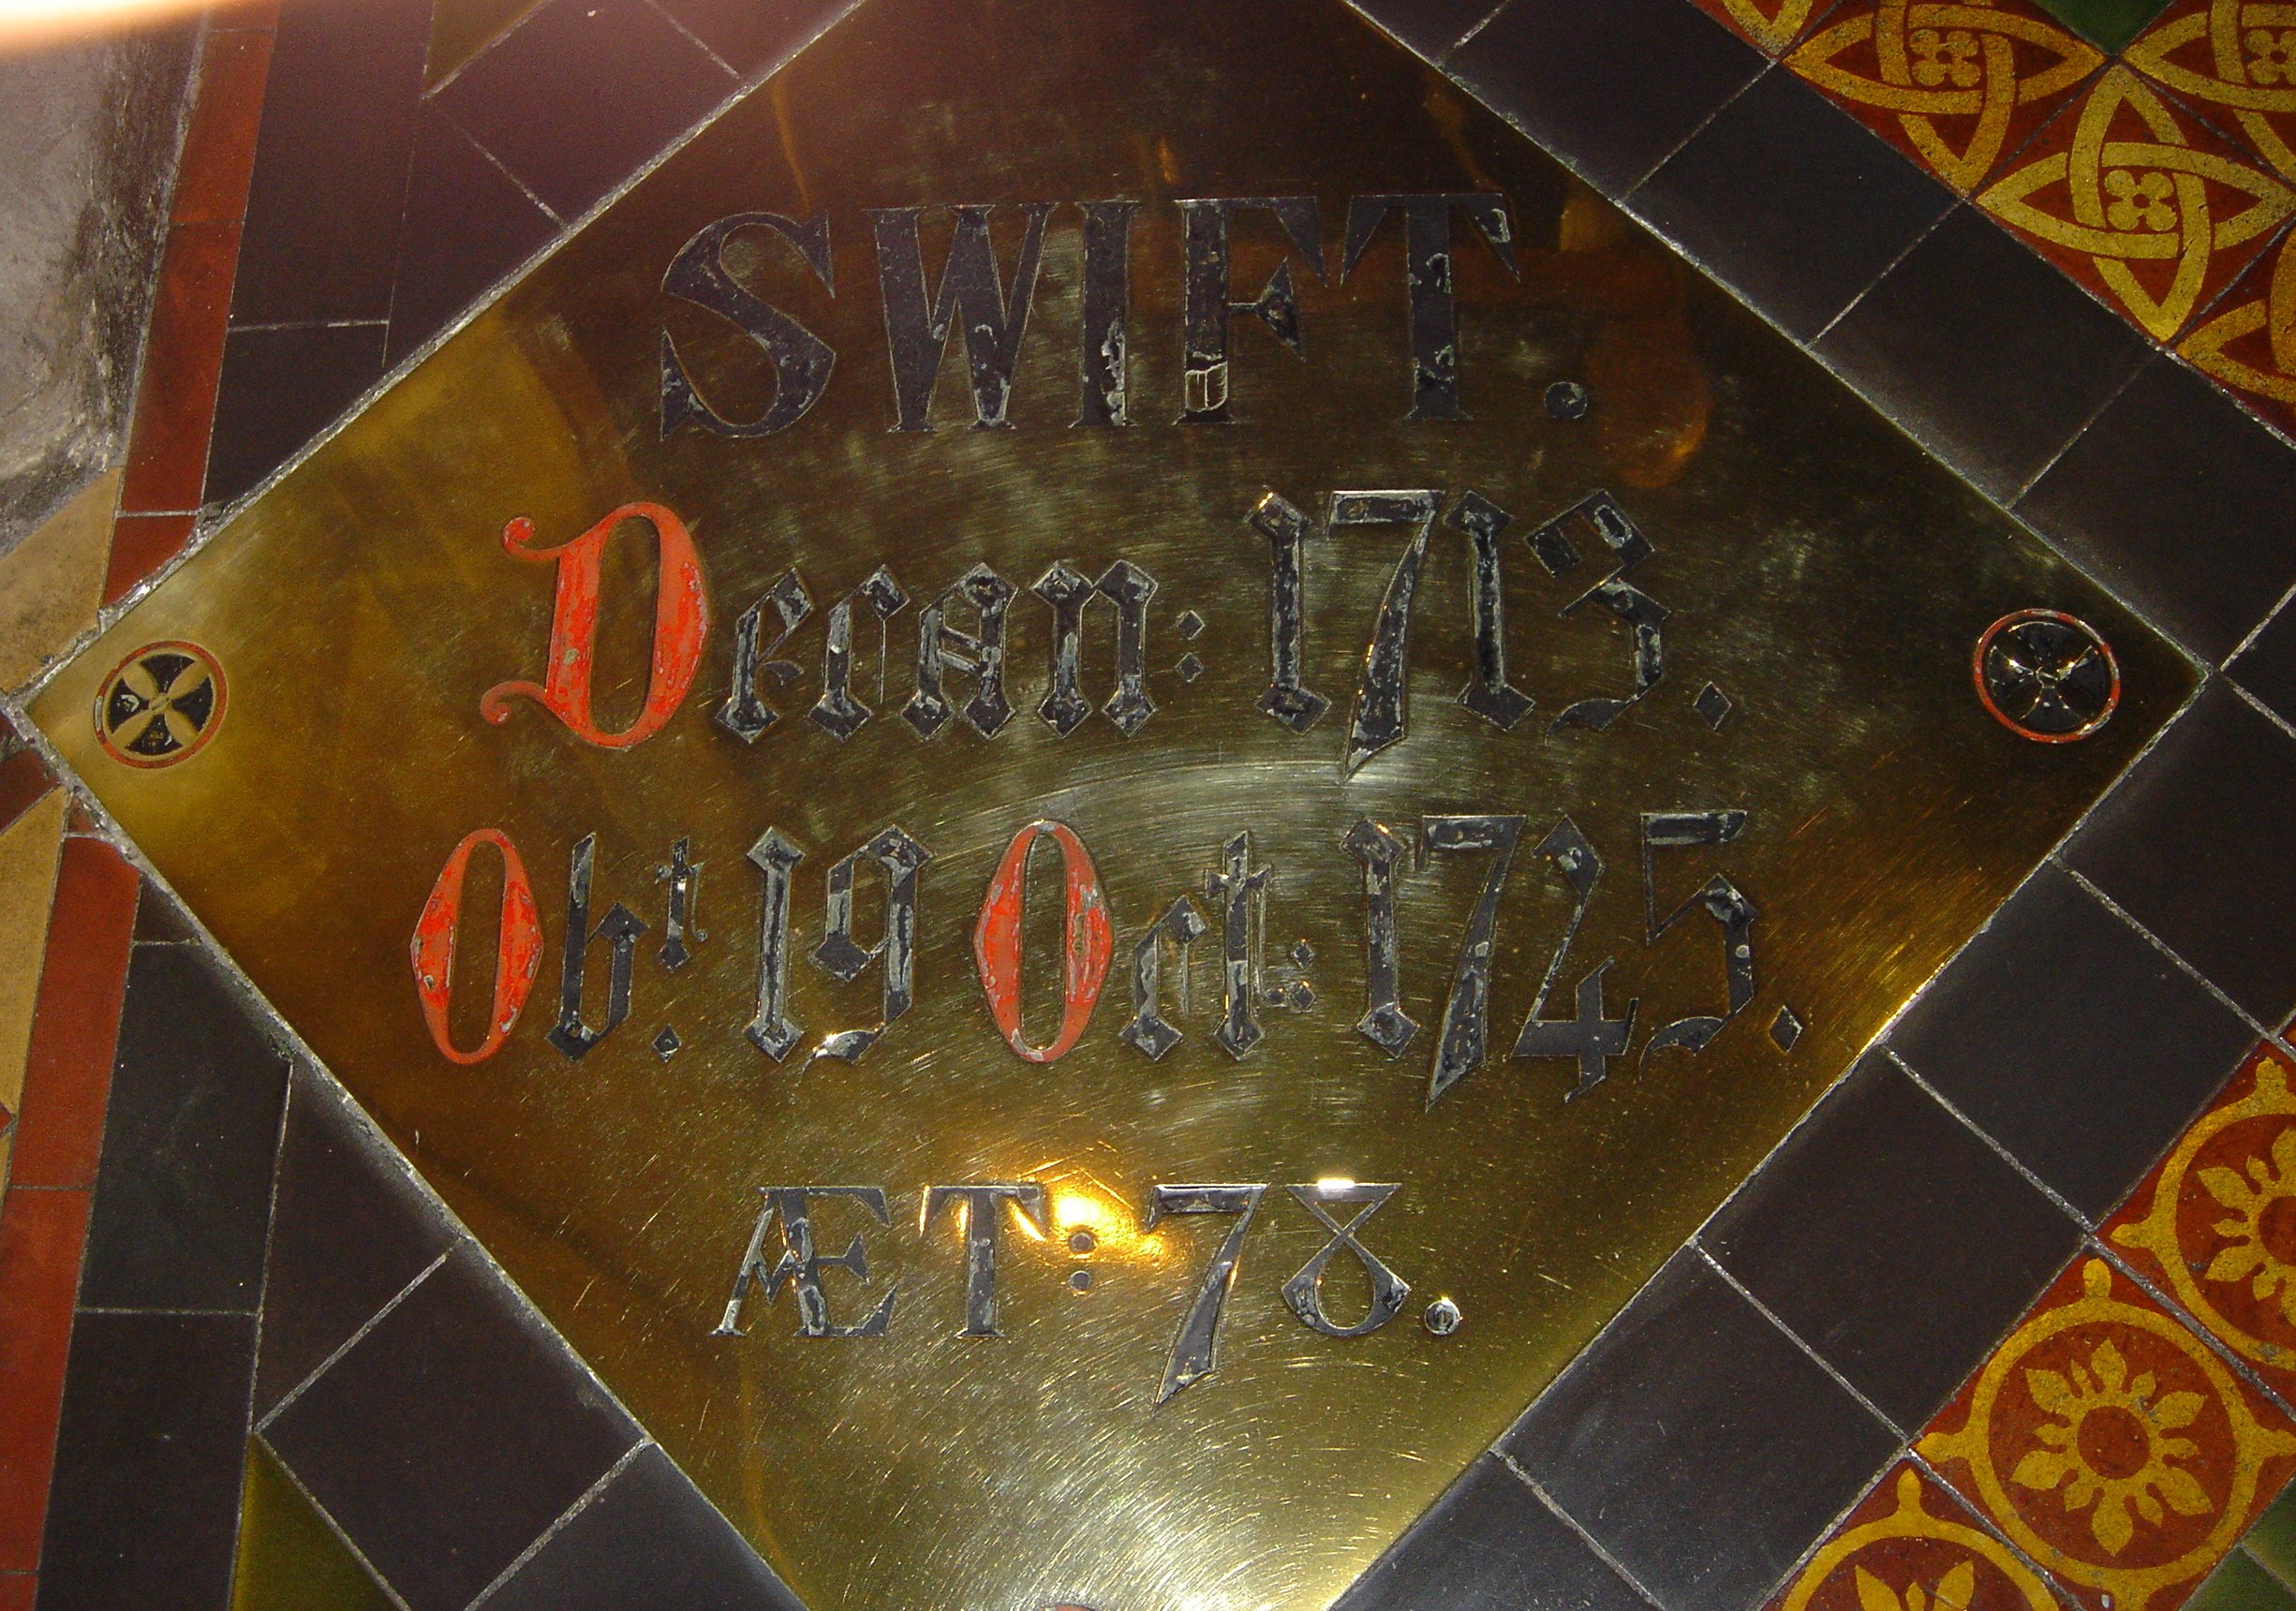 SWIFT.
Decan: 1713.
Obᵗ. 19 Oct: 1745.
ÆT: 78.